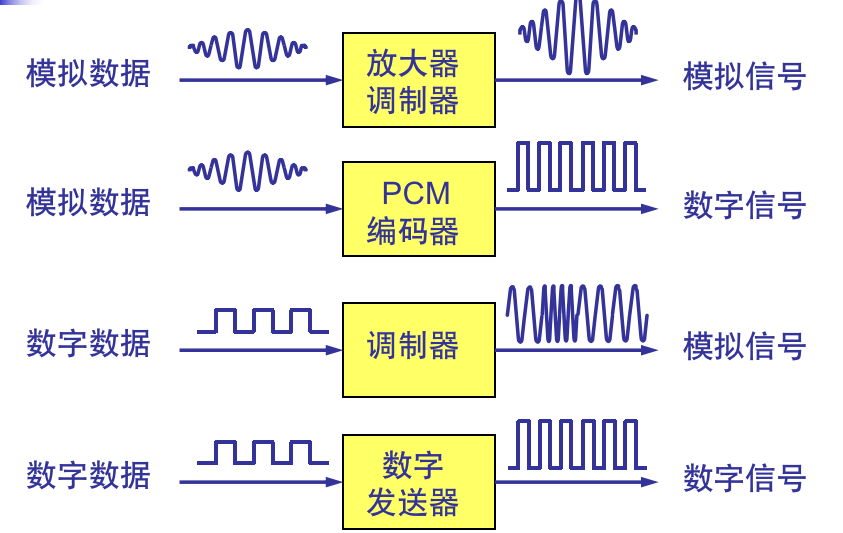 模拟数据
放大器
调制器
模拟信号
模拟数据
PCM
编码器
数字信号
数字数据
调制器
模拟信号
数字数据
数字
发送器
数字信号